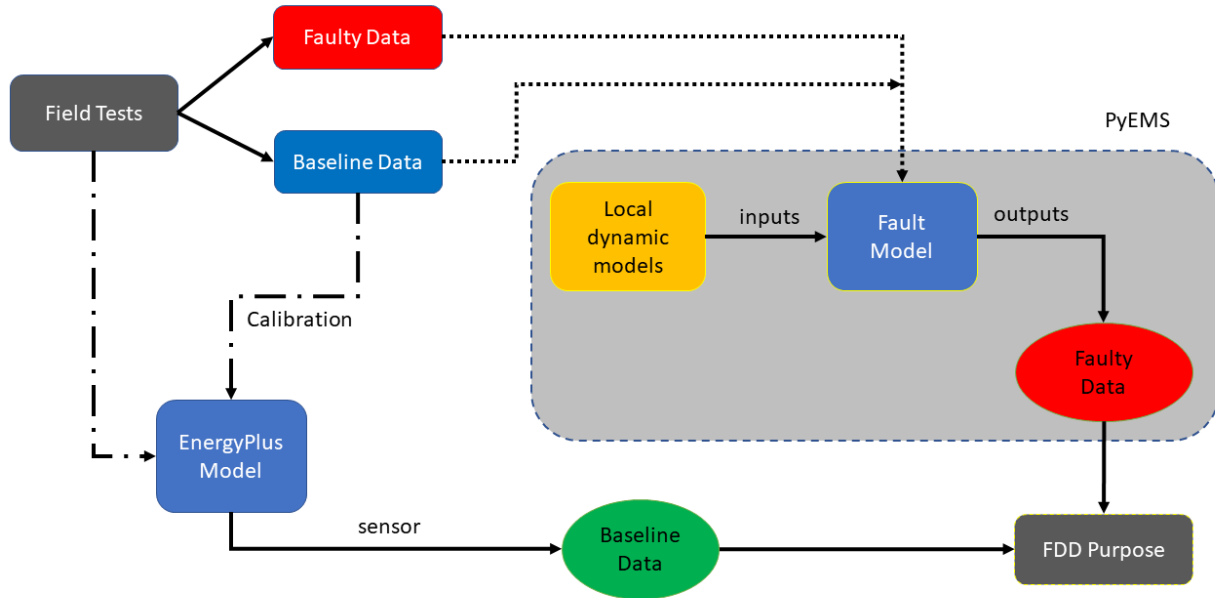 Faulty Data
Field Tests
PyEMS
Baseline Data
Local
dynamic
models
inputs
Fault
Model
outputs
Calibration
Faulty
Data
EnergyPlus
Model
sensor
Baseline
Data
FDD Purpose